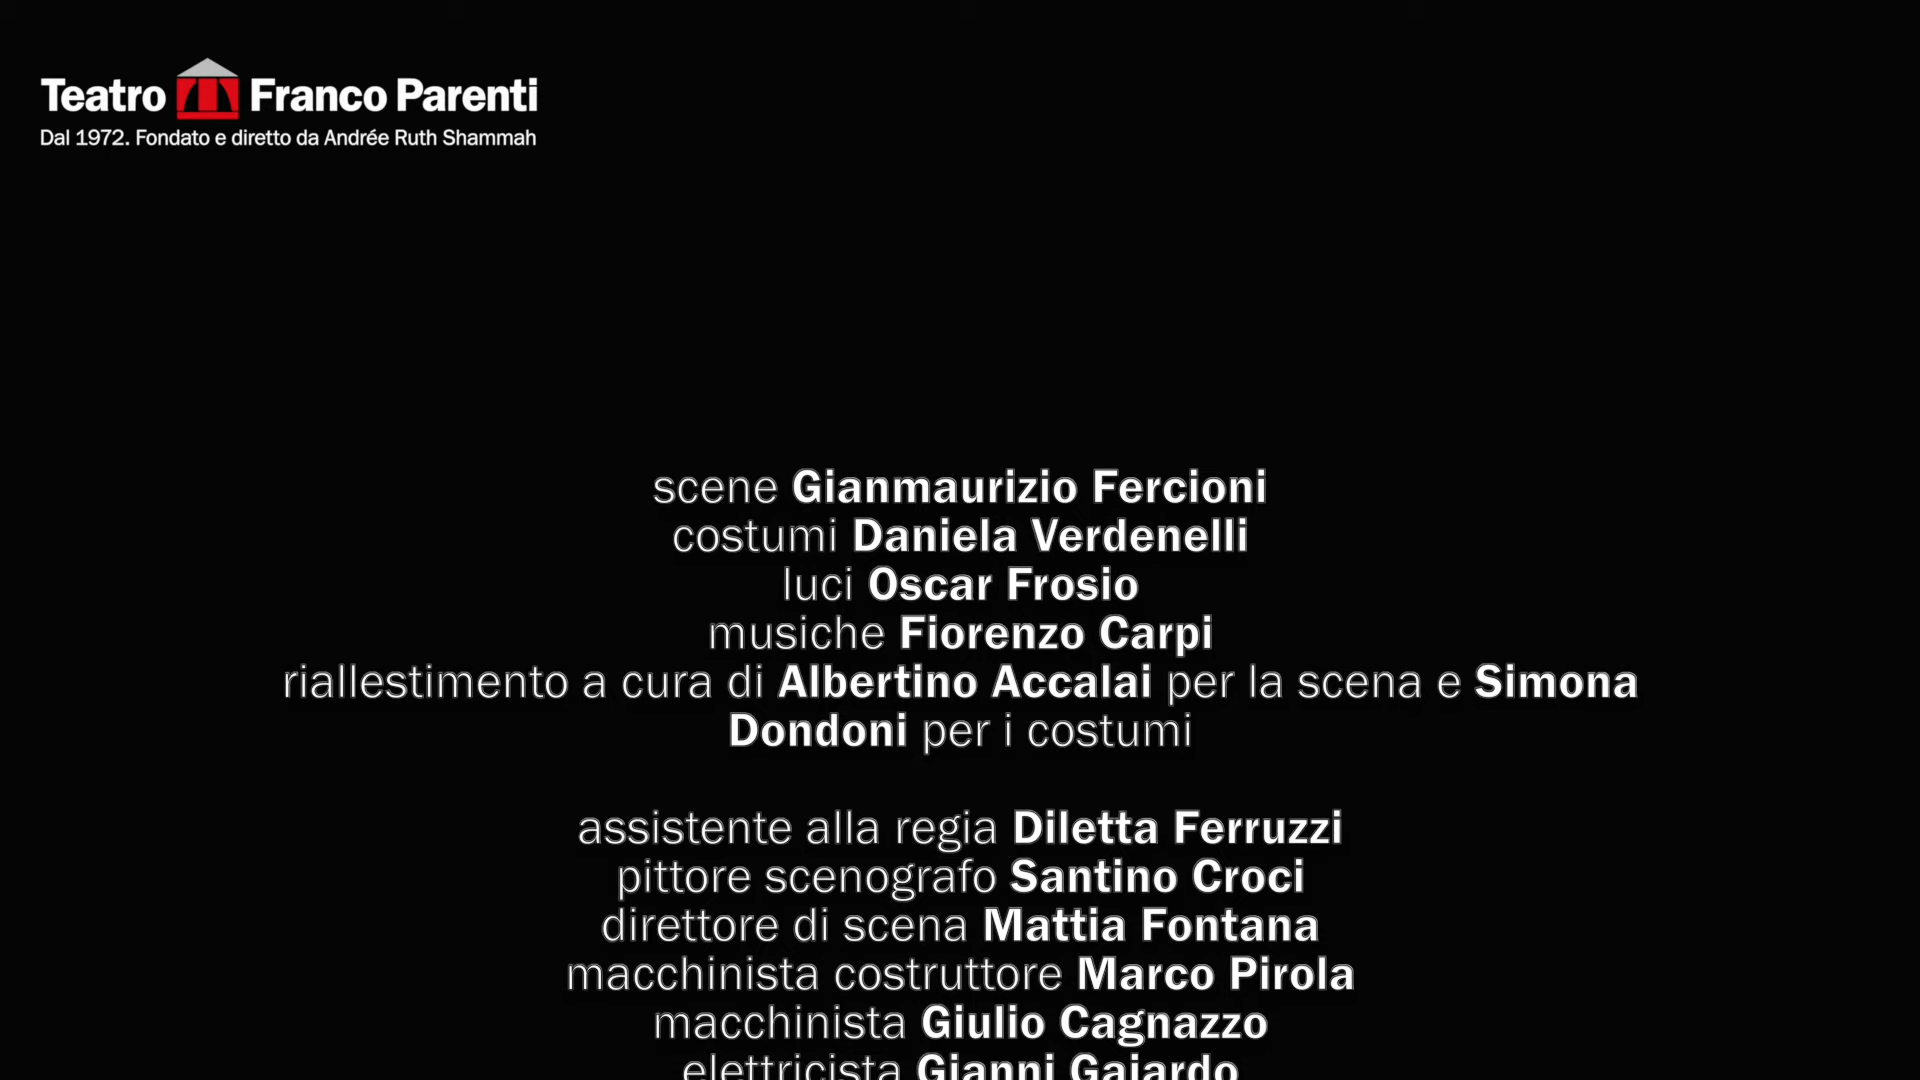 Teatro Franco Parenti
Dal 1972. Fondato e diretto da Andrée Ruth Shammah
scene Gianmaurizio Fercioni
costumi Daniela Verdenelli
luci Oscar Frosio
musiche Fiorenzo Carpi
riallestimento a cura di Albertino Accalai per la scena e Simona
Dondoni per i costumi
assistente alla regia Diletta Ferruzzi
pittore scenografo Santino Croci
direttore di scena Mattia Fontana
macchinista costruttore Marco Pirola
macchinista Giulio Cagnazzo
elettricista Gianni Gajardo